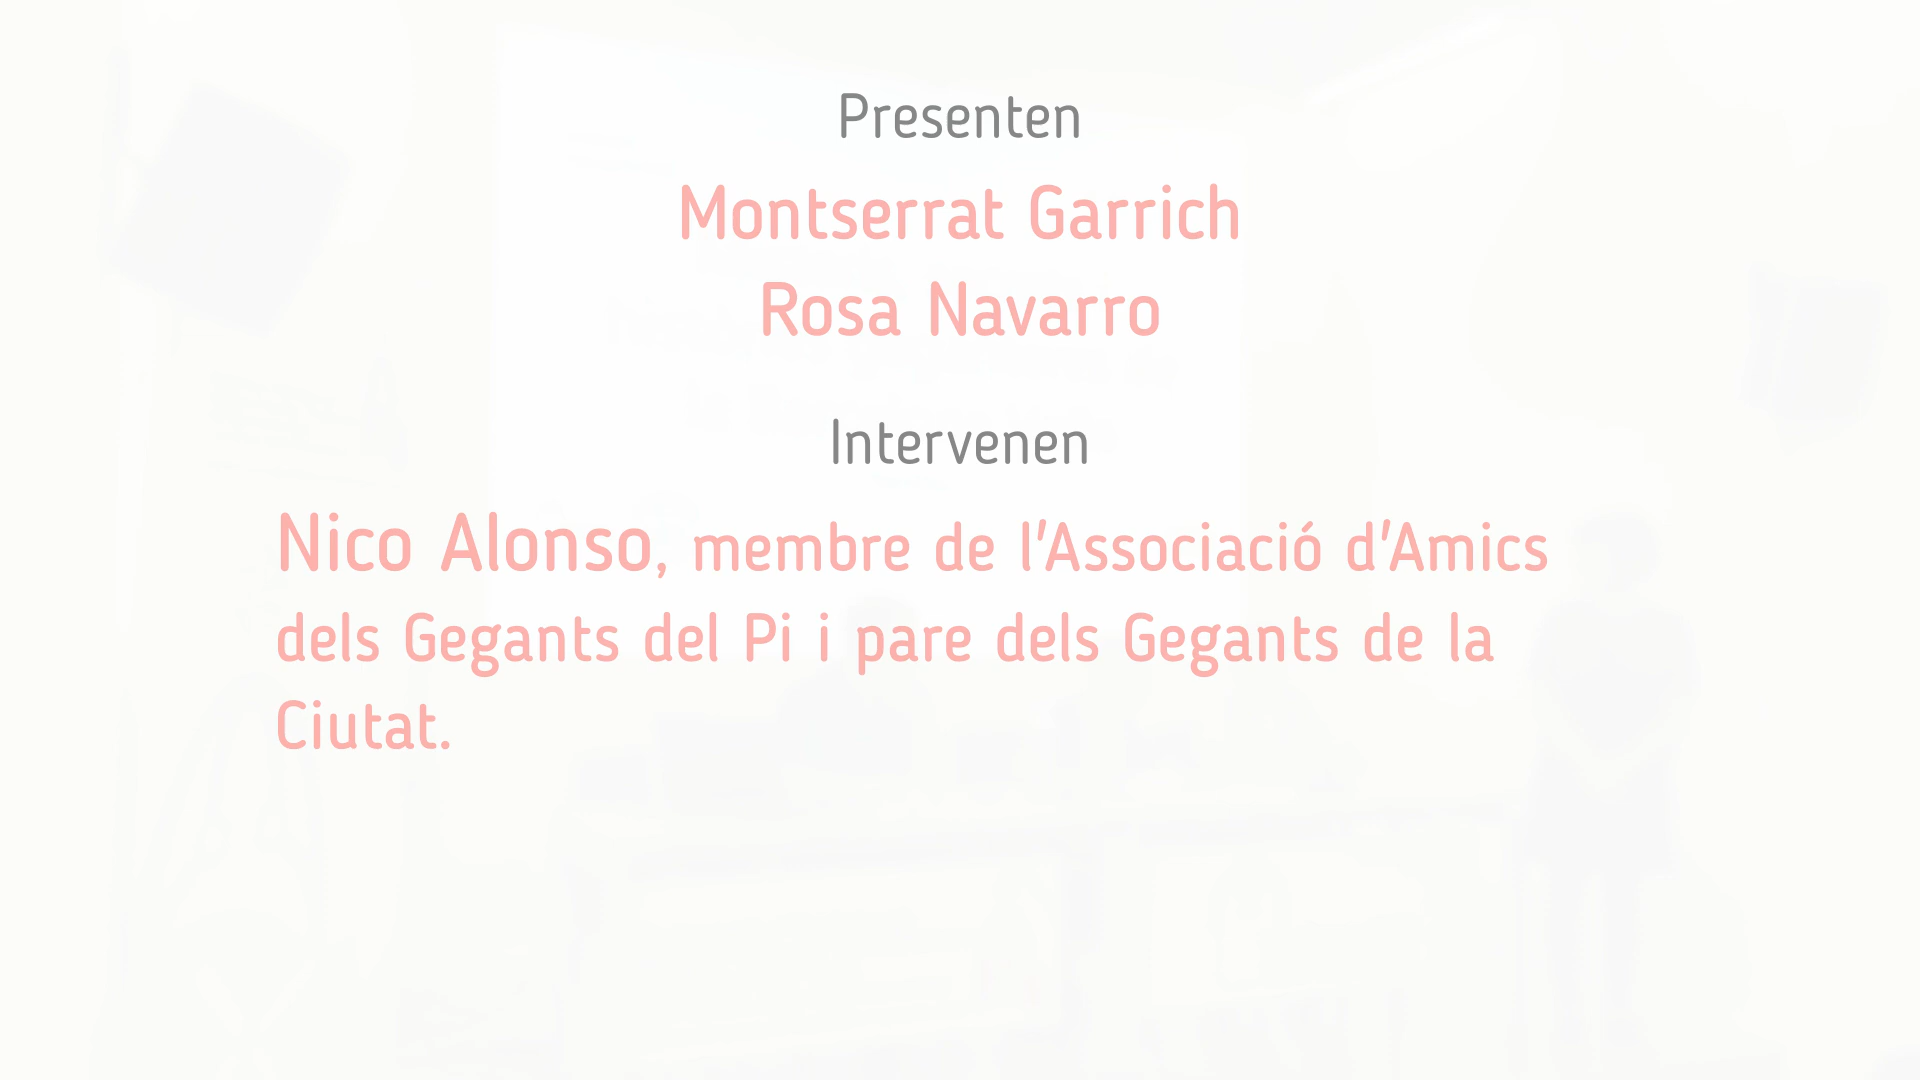 Presenten
Montserrat Garrich
Rosa Navarro
Intervenen
Nico Alonso, membre de l'Associació d'Amics
dels Gegants del Pi i pare dels Gegants de la
Ciutat.